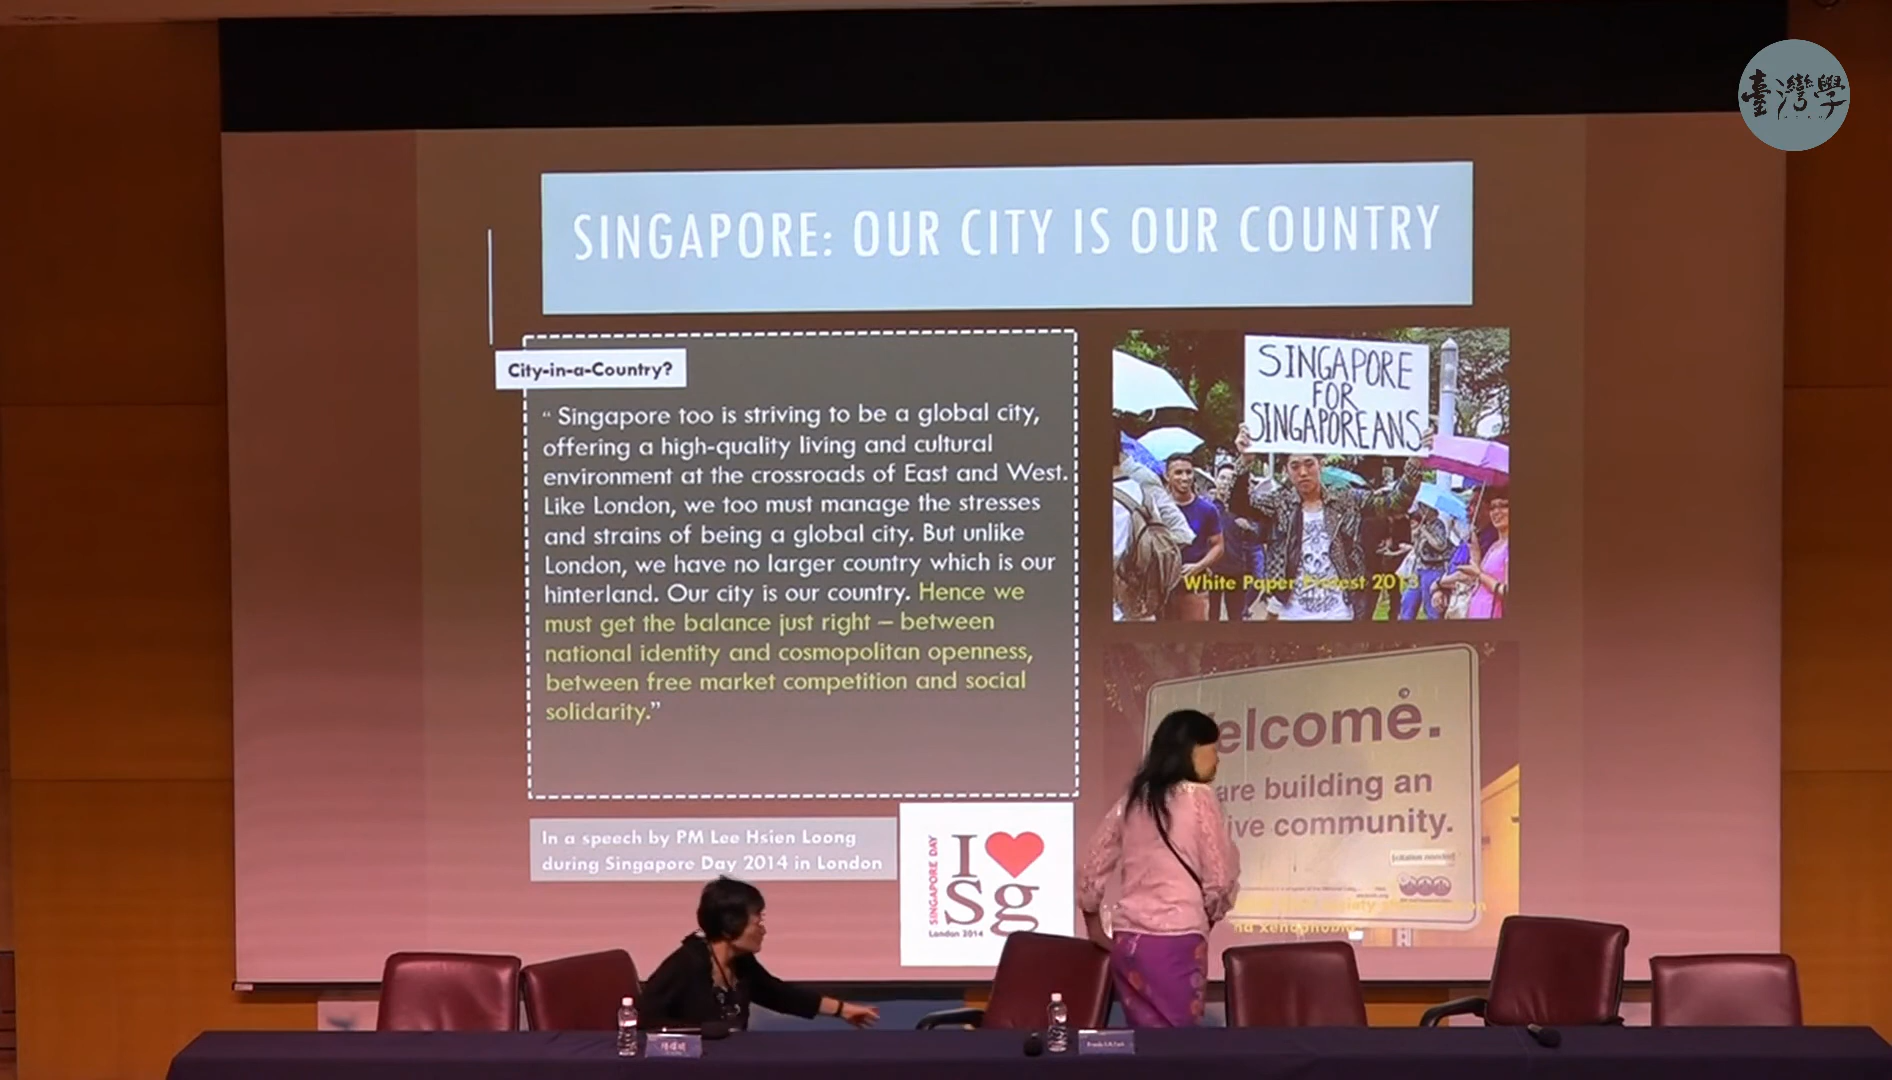 臺灣學
SINGAPORE: OUR CITY IS OUR COUNTRY
City-in-a-Country?
“ Singapore too is striving to be a global city,
offering a high-quality living and cultural
environment at the crossroads of East and West.
Like London, we too must manage the stresses
and strains of being a global city. But unlike
London, we have no larger country which is our
hinterland. Our city is our country. Hence we
must get the balance just right – between
national identity and cosmopolitan openness,
between free market competition and social
solidarity.”
In a speech by PM Lee Hsien Loong
during Singapore Day 2014 in London
SINGAPORE DAY
I
Sg
London 2014
SINGAPORE
FOR
SINGAPOREANS
White Paper Protest 2013
elcome.
are building an
ive community.
[citation needed]